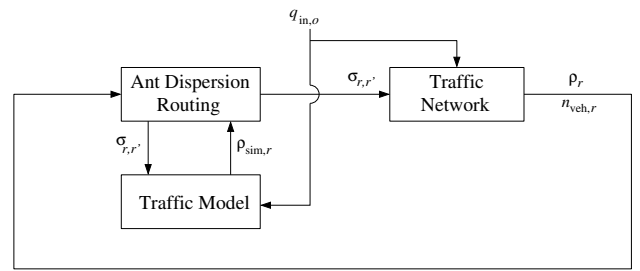 q_in,o
Ant Dispersion
Routing
σ_r,r'
Traffic
Network
ρ_r
n_veh,r
σ_r,r'
ρ_sim,r
Traffic Model